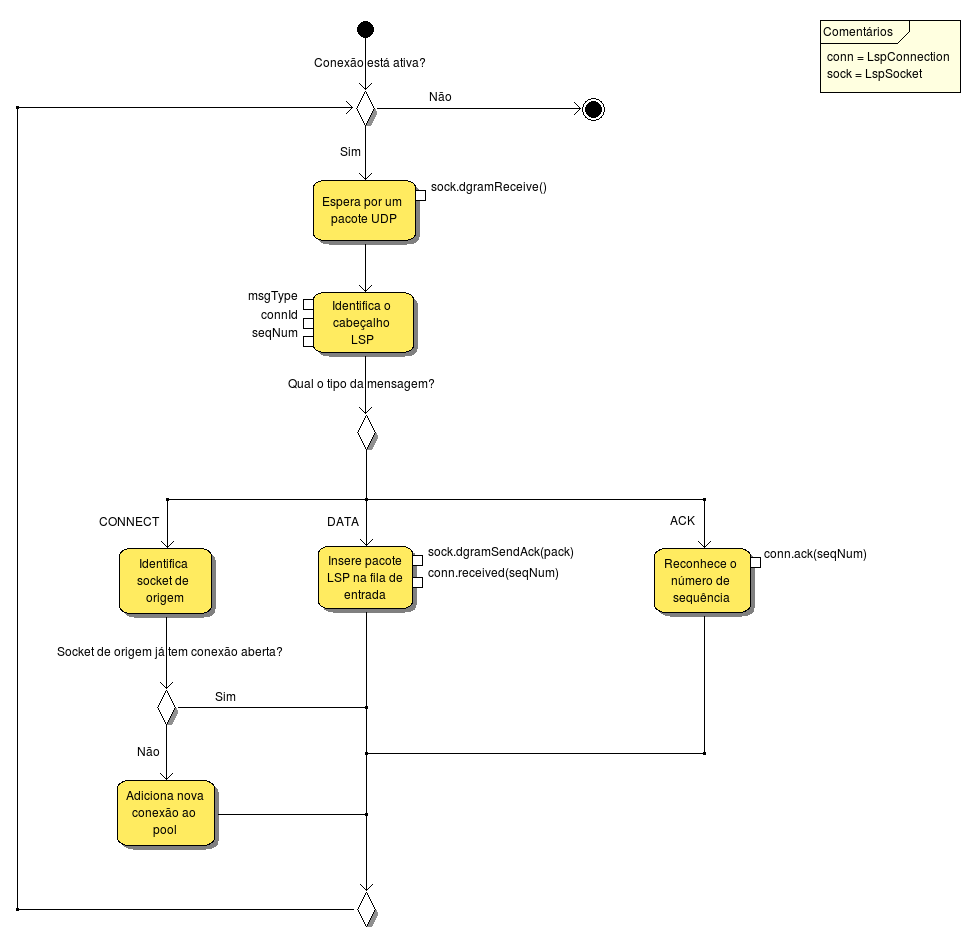 Comentários
conn = LspConnection
sock = LspSocket
Conexão está ativa?
Não
Sim
sock.dgramReceive()
Espera por um
pacote UDP
msgType
connId
seqNum
Identifica o
cabeçalho
LSP
Qual o tipo da mensagem?
CONNECT
DATA
ACK
Identifica
socket de
origem
Insere pacote
LSP na fila de
entrada
sock.dgramSendAck(pack)
conn.received(seqNum)
Reconhece o
número de
sequência
conn.ack(seqNum)
Socket de origem já tem conexão aberta?
Sim
Não
Adiciona nova
conexão ao
pool